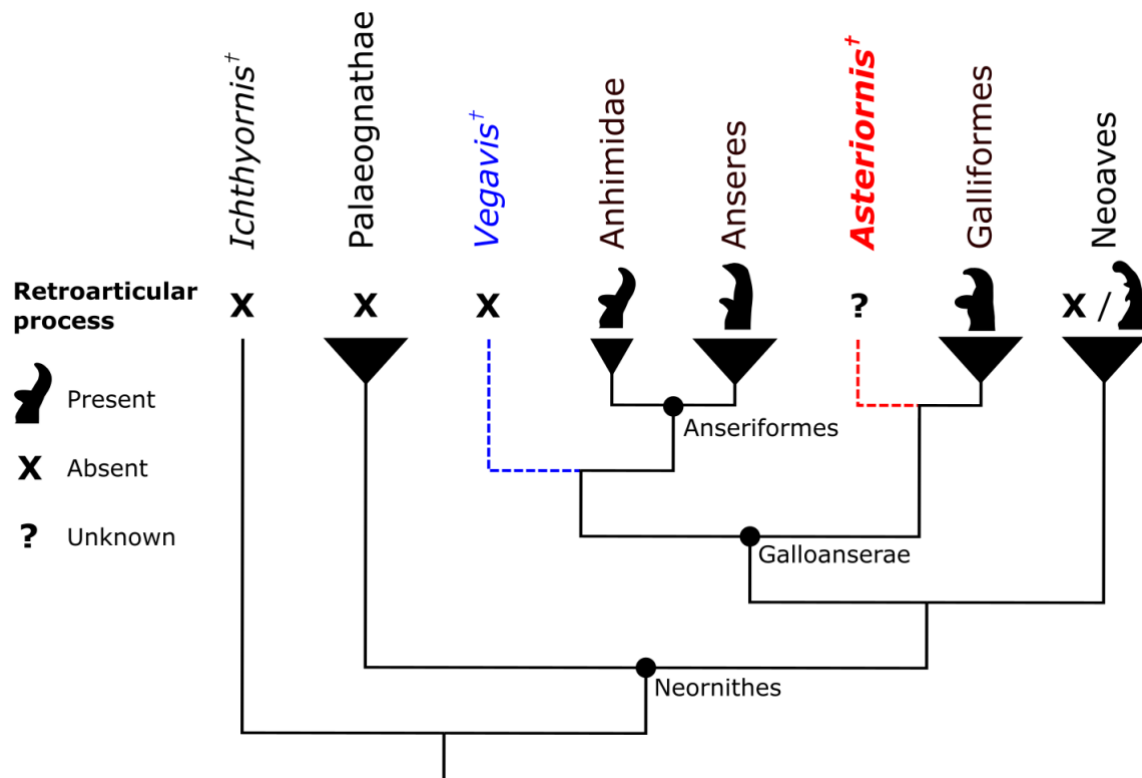 Ichthyornis†
Palaeognathae
Vegavis†
Anhimidae
Anseres
Asteriornis†
Galliformes
Neoaves
Retroarticular
process
X
X
X
?
X /
Present
X Absent
? Unknown
Anseriformes
Galloanserae
Neornithes